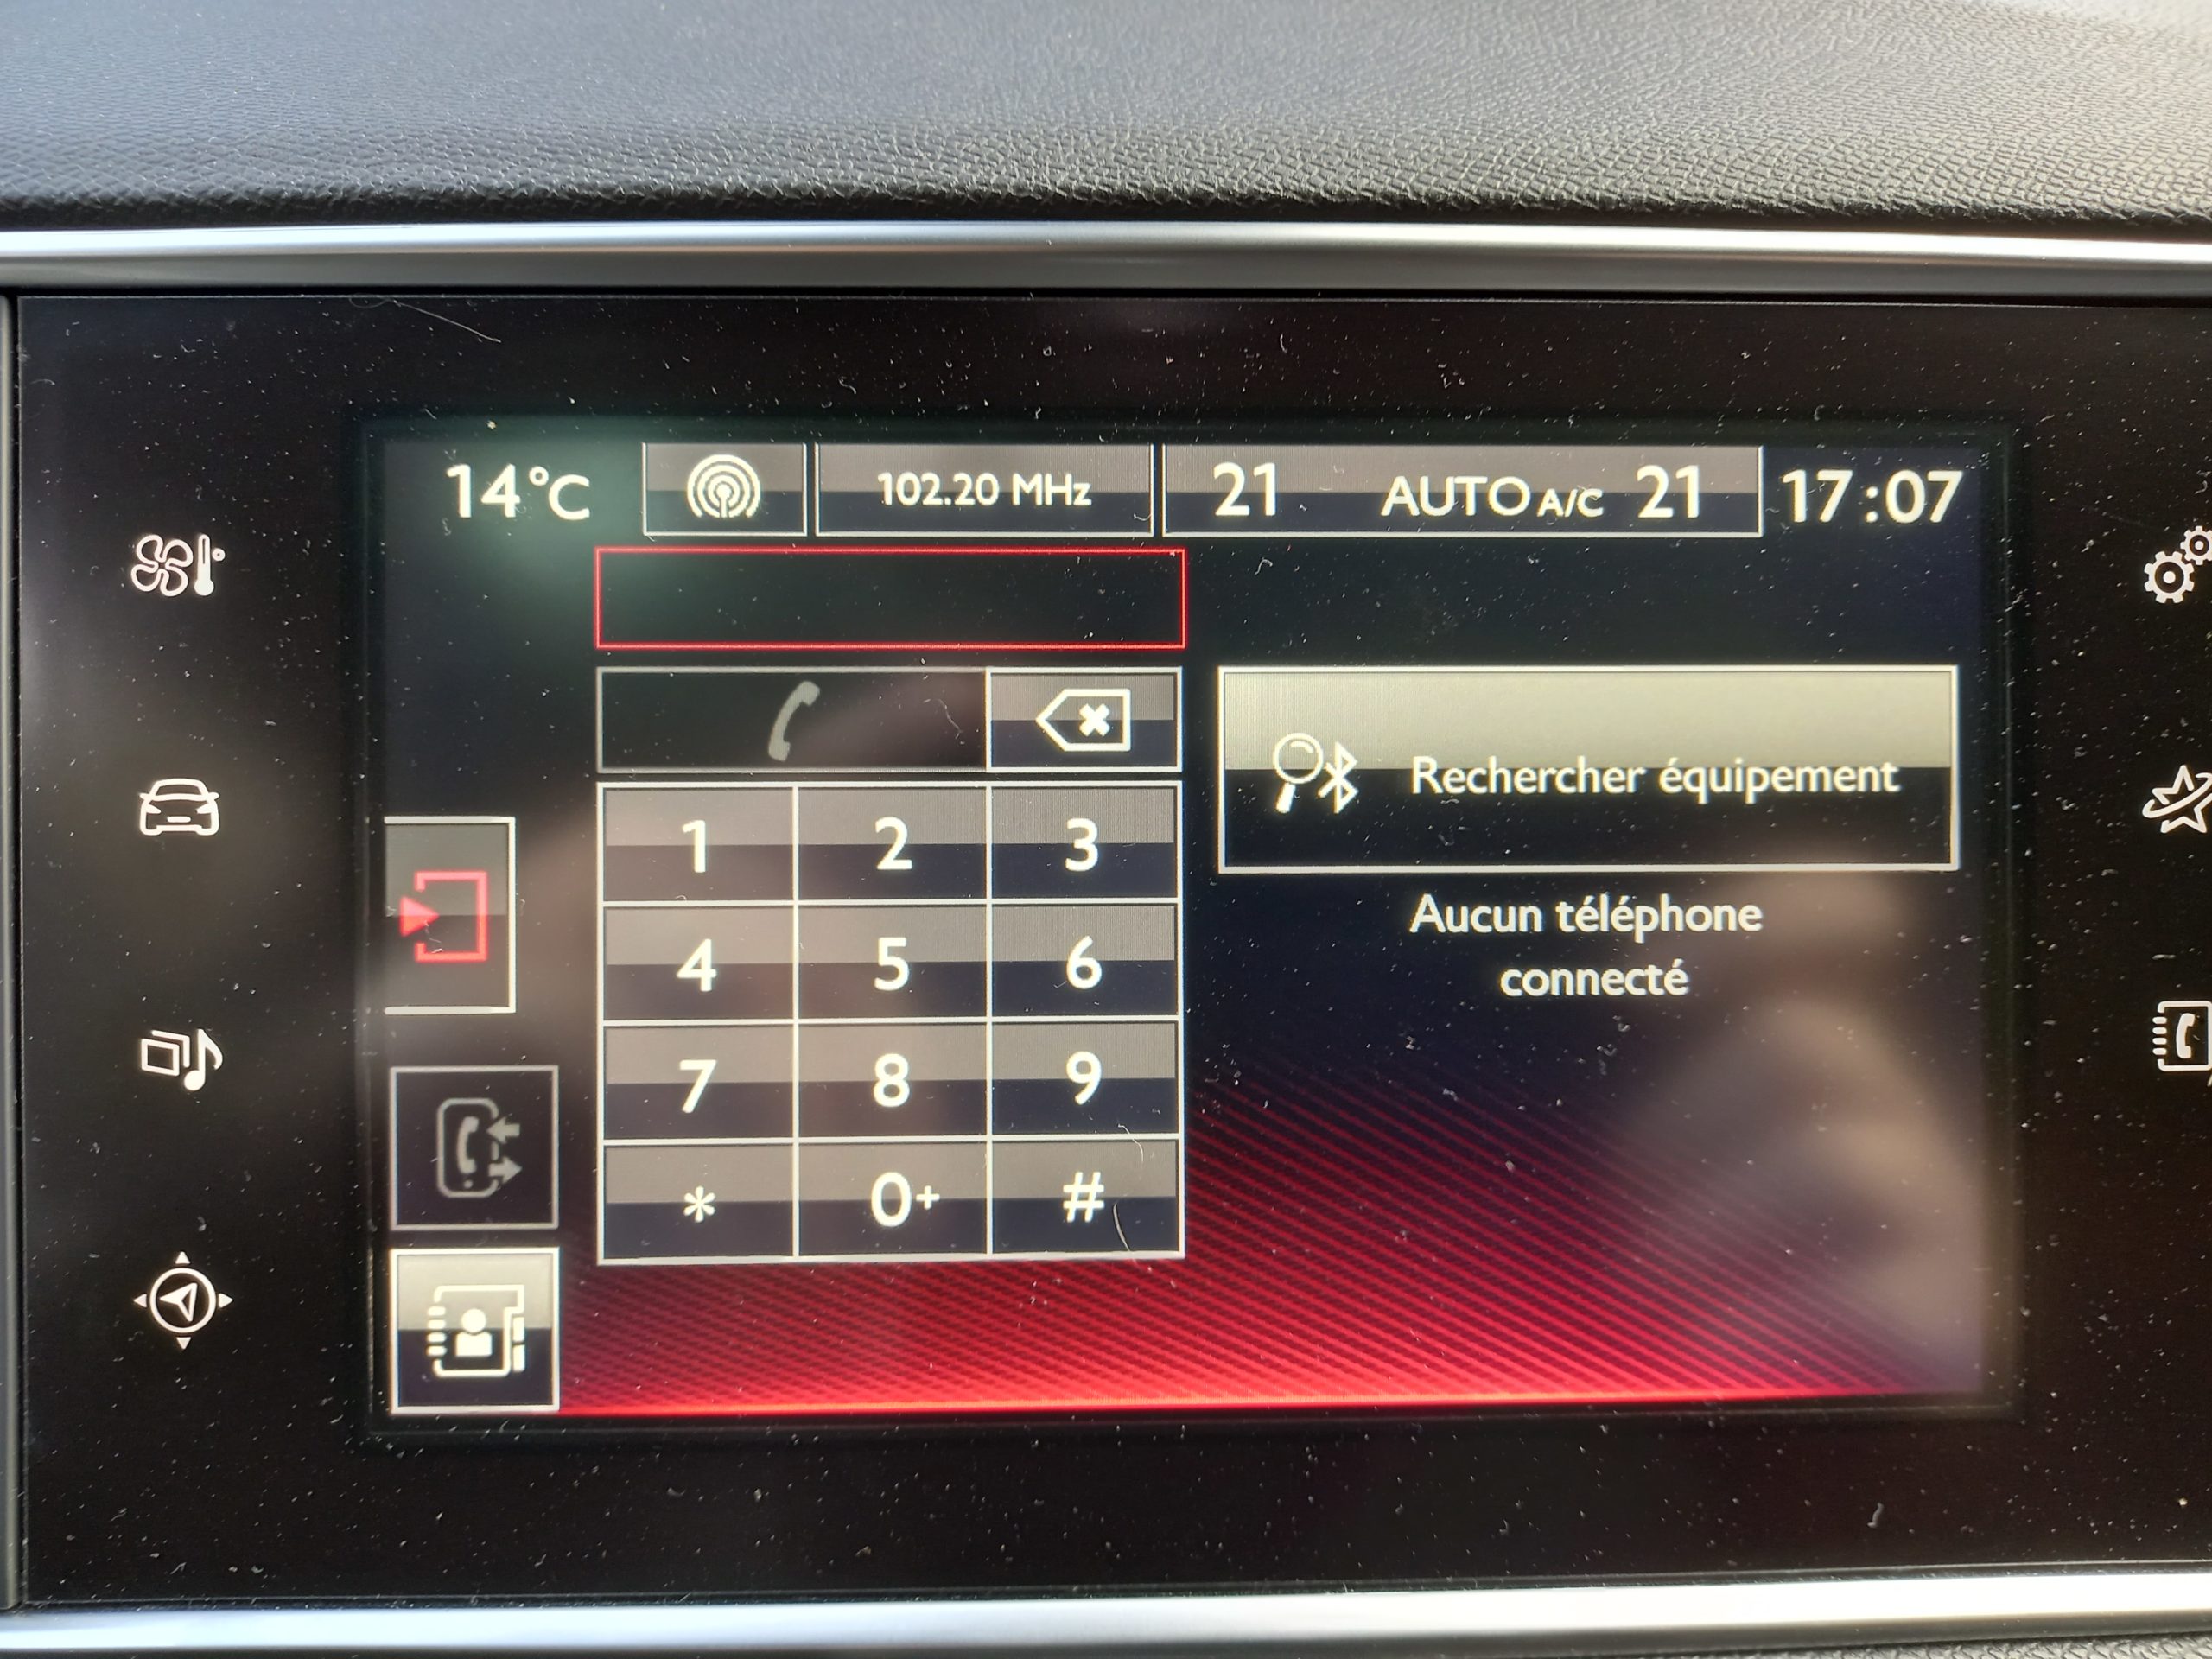 14°C 102.20 MHz 21 AUTO A/C 21 17:07
Rechercher équipement
Aucun téléphone
connecté
1 2 3
4 5 6
7 8 9
* 0+ #